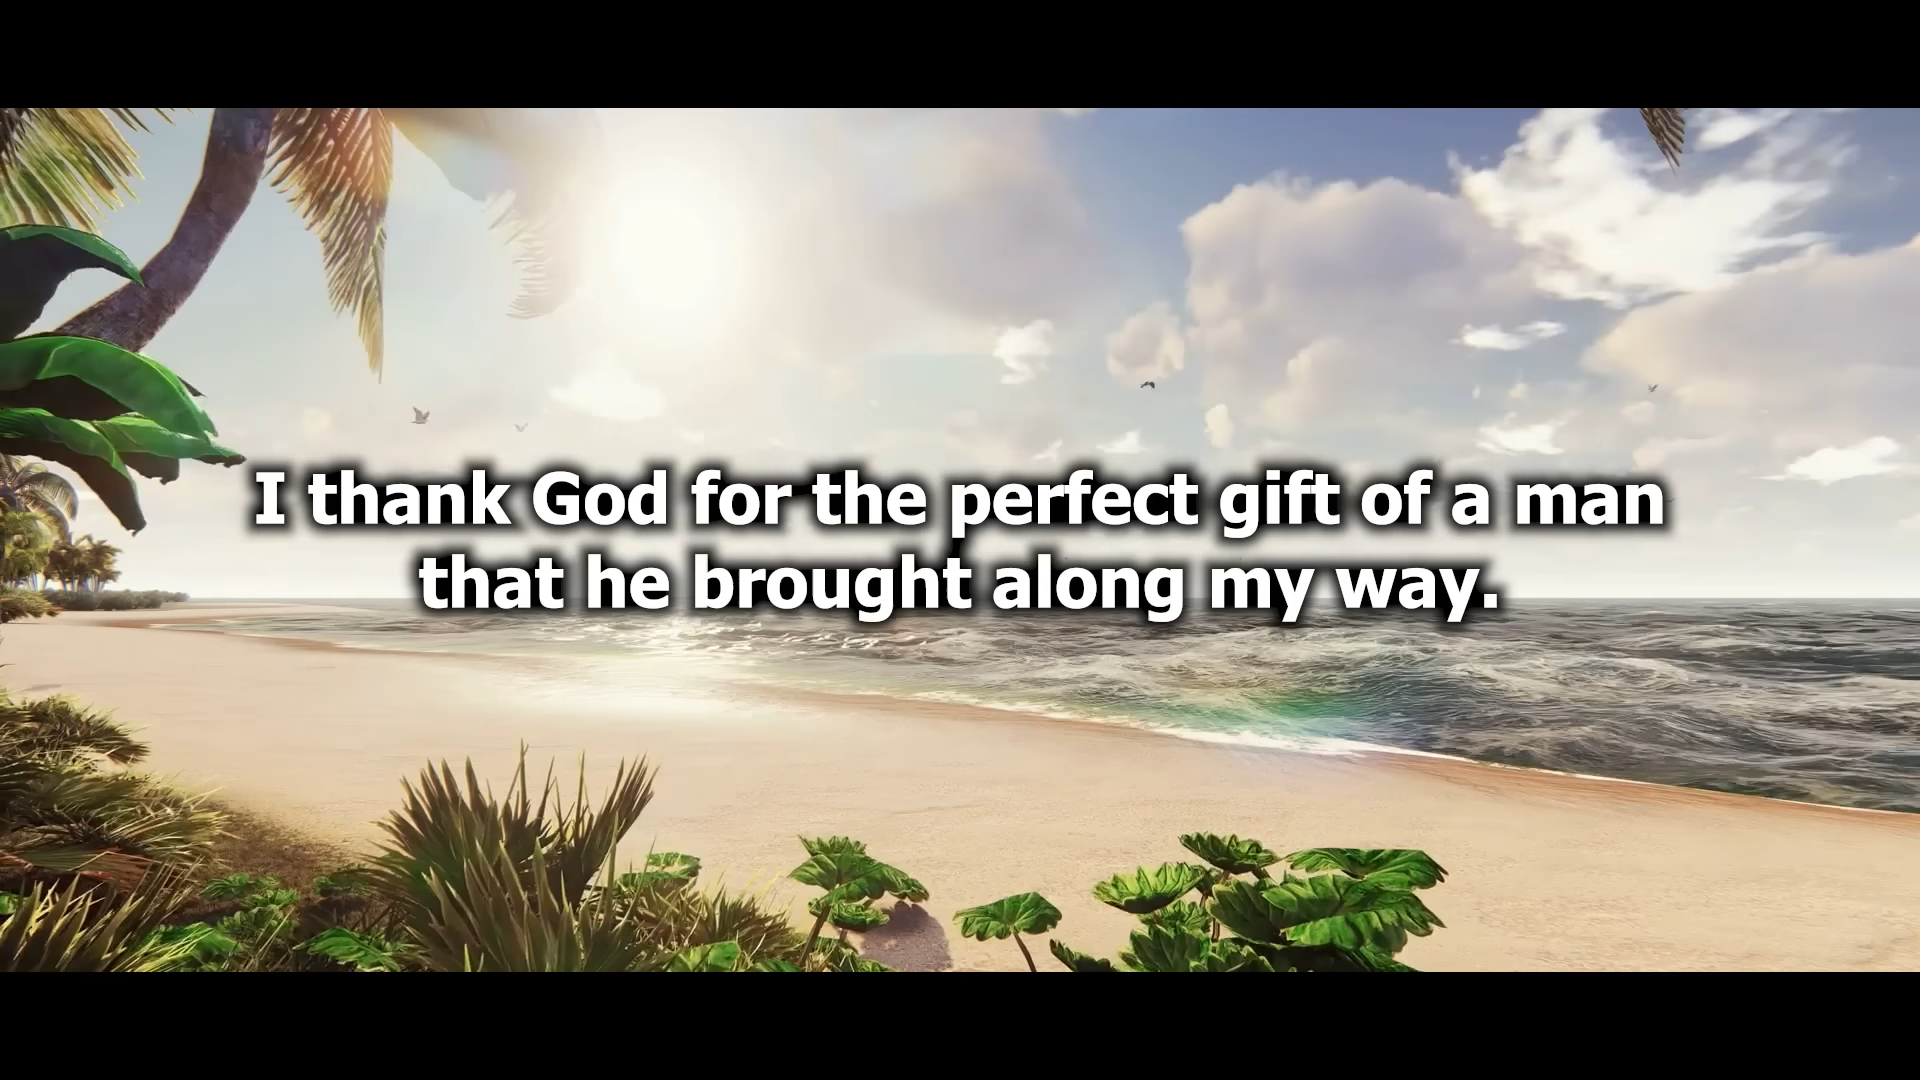 I thank God for the perfect gift of a man
that he brought along my way.